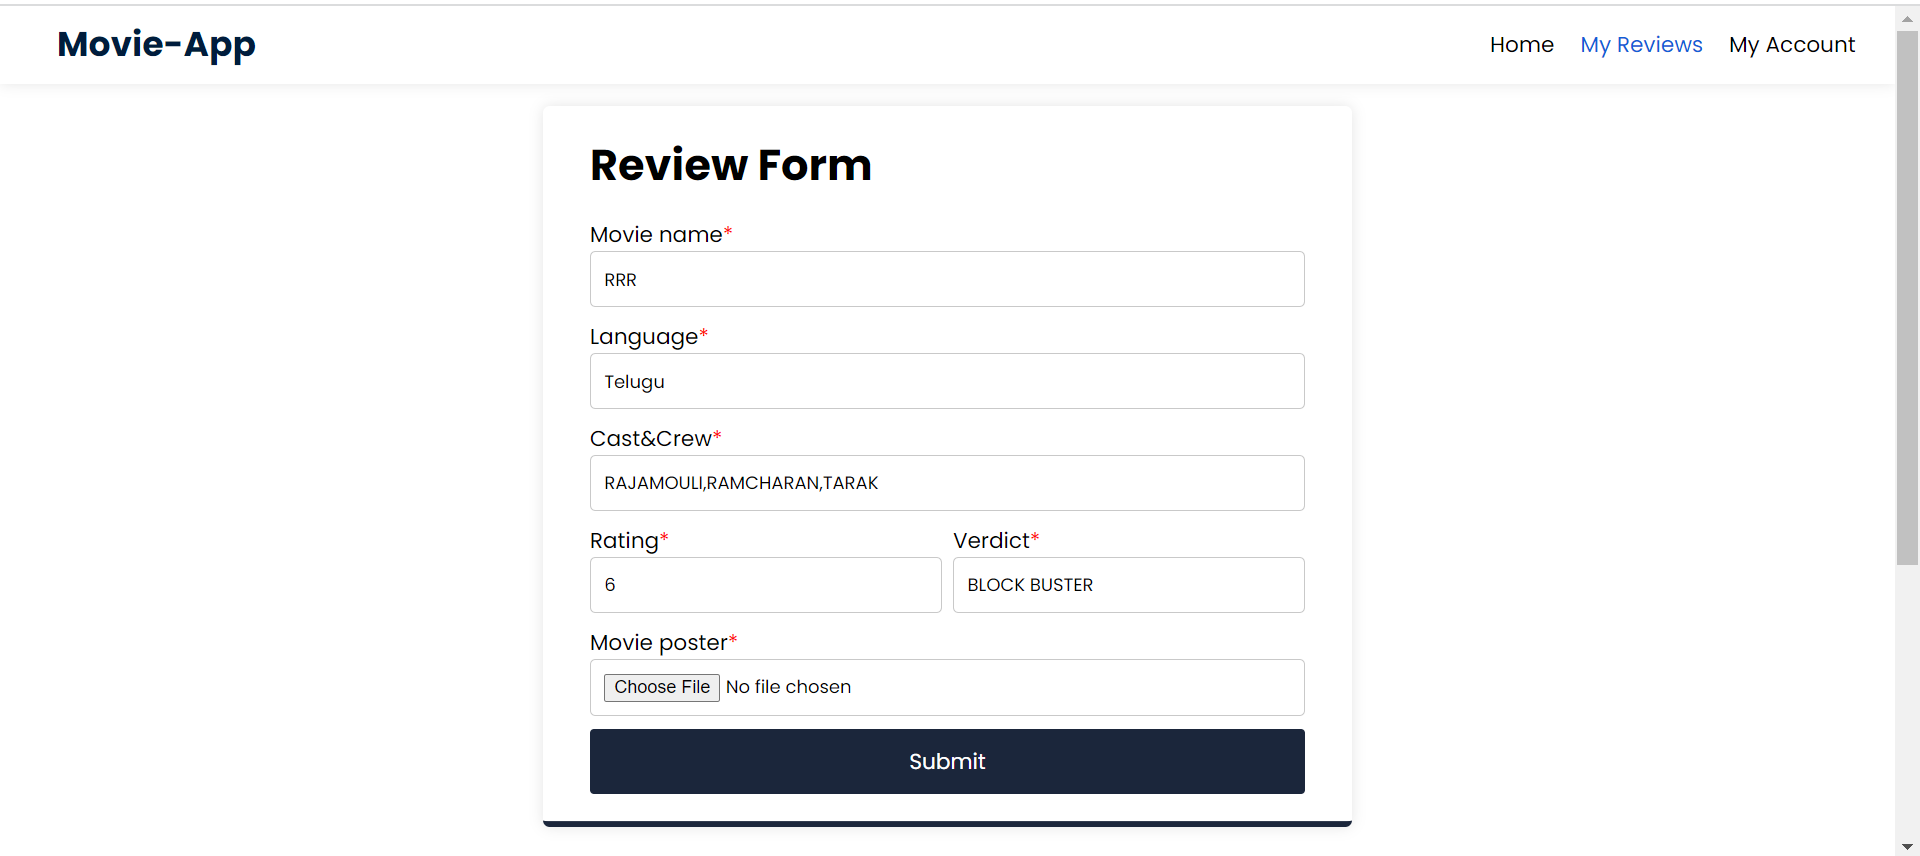 Movie-App
Home My Reviews My Account
Review Form
Movie name*
RRR
Language*
Telugu
Cast&Crew*
RAJAMOULI,RAMCHARAN,TARAK
Rating* Verdict*
6 BLOCK BUSTER
Movie poster*
Choose File No file chosen
Submit